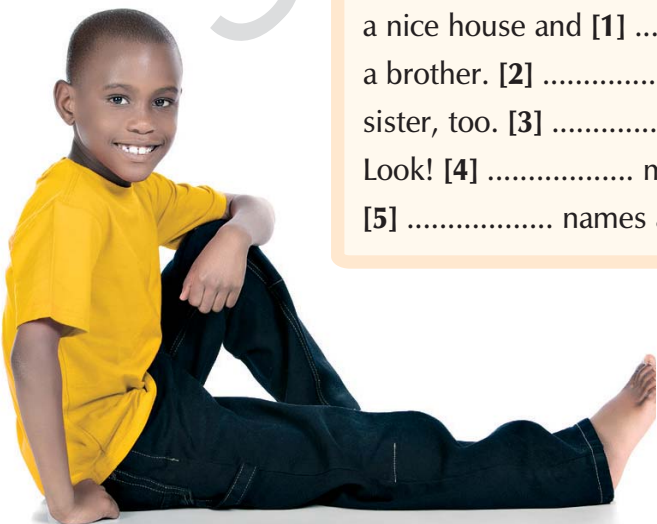 a nice house and [1] ...
a brother. [2] ................
sister, too. [3] ..............
Look! [4] ................. n
[5] ................. names